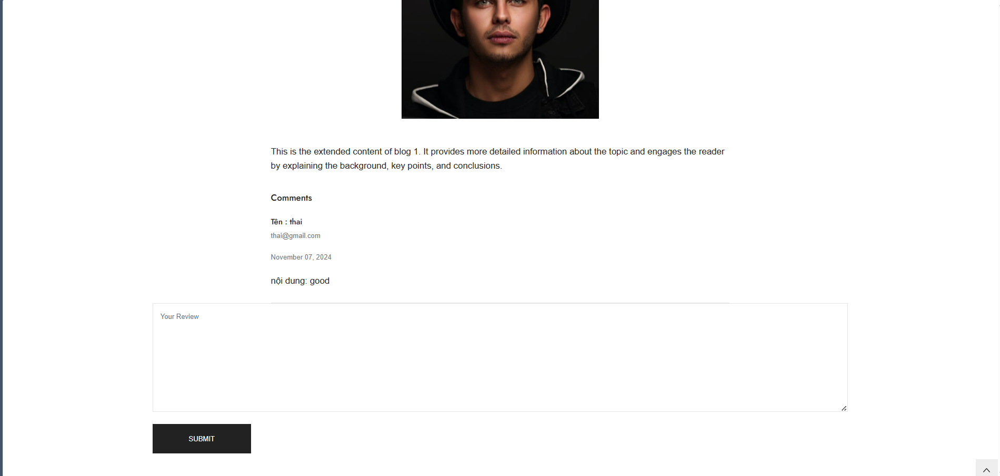 This is the extended content of blog 1. It provides more detailed information about the topic and engages the reader
by explaining the background, key points, and conclusions.
Comments
Tên : thai
thai@gmail.com
November 07, 2024
nội dung: good
Your Review
SUBMIT